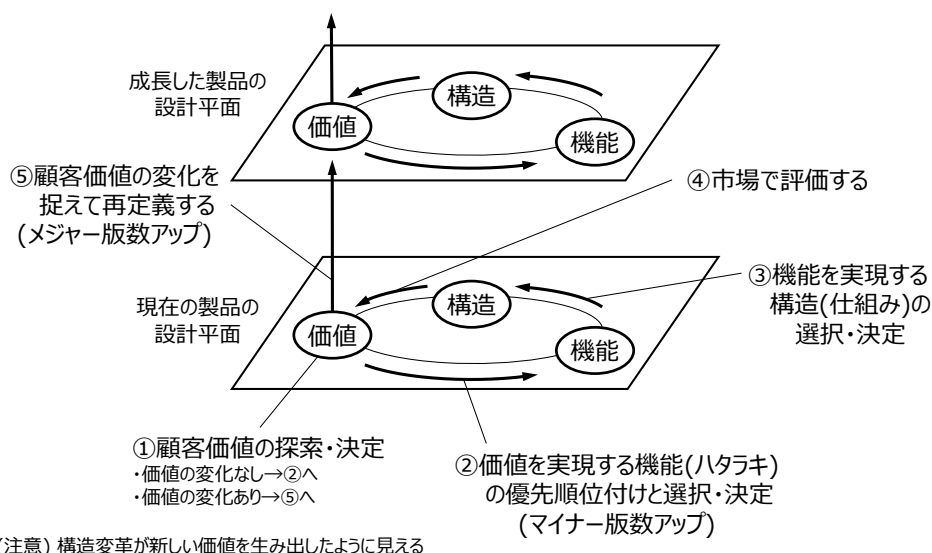 成長した製品の
設計平面
構造
価値
機能
⑤顧客価値の変化を
捉えて再定義する
(メジャー版数アップ)
④市場で評価する
現在の製品の
設計平面
構造
価値
機能
③機能を実現する
構造(仕組み)の
選択・決定
①顧客価値の探索・決定
・価値の変化なし→②へ
・価値の変化あり→⑤へ
②価値を実現する機能(ハタラキ)
の優先順位付けと選択・決定
(マイナー版数アップ)
(注意) 構造変革が新しい価値を生み出したように見える